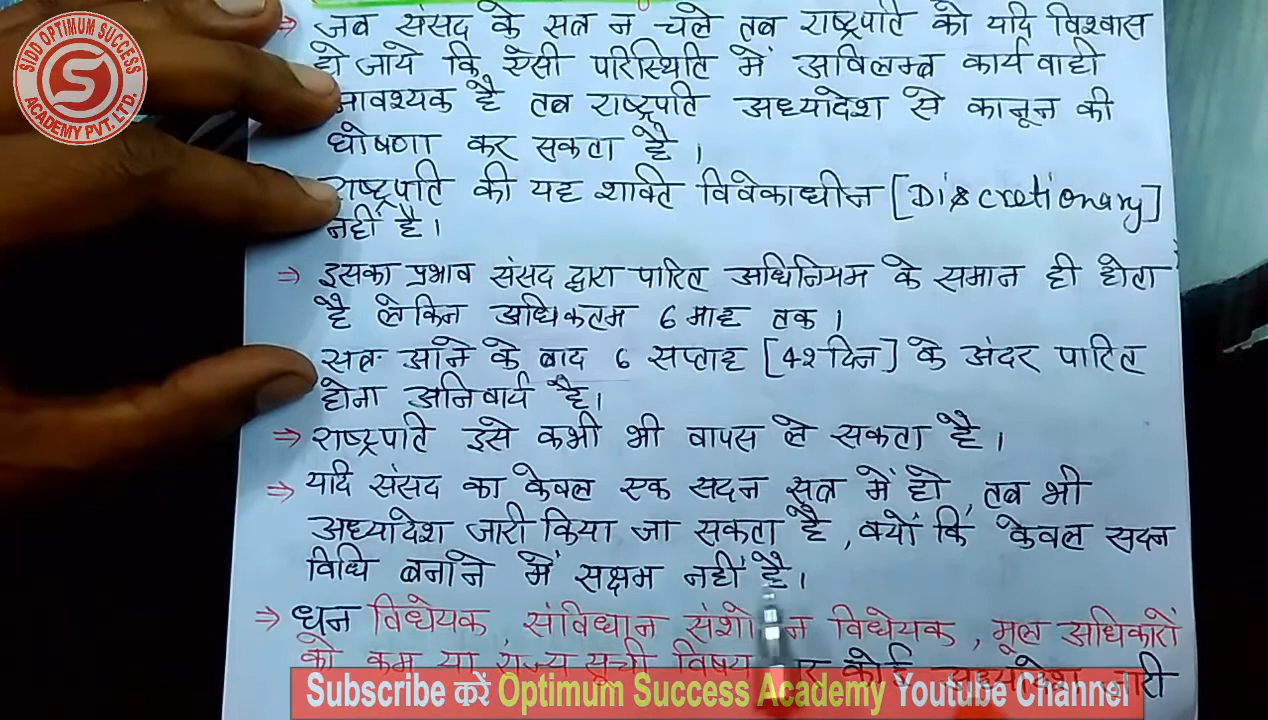 SIDD OPTIMUM SUCCESS
S
ACADEMY PVT. LTD.
⇒ जब संसद के सत्र न चले तब राष्ट्रपति को यदि विश्वास
हो जाये कि ऐसी परिस्थिति में अविलम्ब कार्यवाही
आवश्यक है तब राष्ट्रपति अध्यादेश से कानून की
घोषणा कर सकता है।
राष्ट्रपति की यह शक्ति विवेकाधीन [Discretionary]
नहीं है।
⇒ इसका प्रभाव संसद द्वारा पारित अधिनियम के समान ही होता
है लेकिन अधिकतम 6 माह तक।
सत्र आने के बाद 6 सप्ताह [42 दिन] के अंदर पारित
होना अनिवार्य है।
⇒ राष्ट्रपति इसे कभी भी वापस ले सकता है।
⇒ यदि संसद का केवल एक सदन सत्र में हो, तब भी
अध्यादेश जारी किया जा सकता है, क्यों कि केवल सदन
विधि बनाने में सक्षम नहीं है।
⇒ धन विधेयक, संविधान विधेयक, मूल अधिकारों
को कम या राज्य सूची विषय कोई अध्यादेश जारी
Subscribe करें Optimum Success Academy Youtube Channel